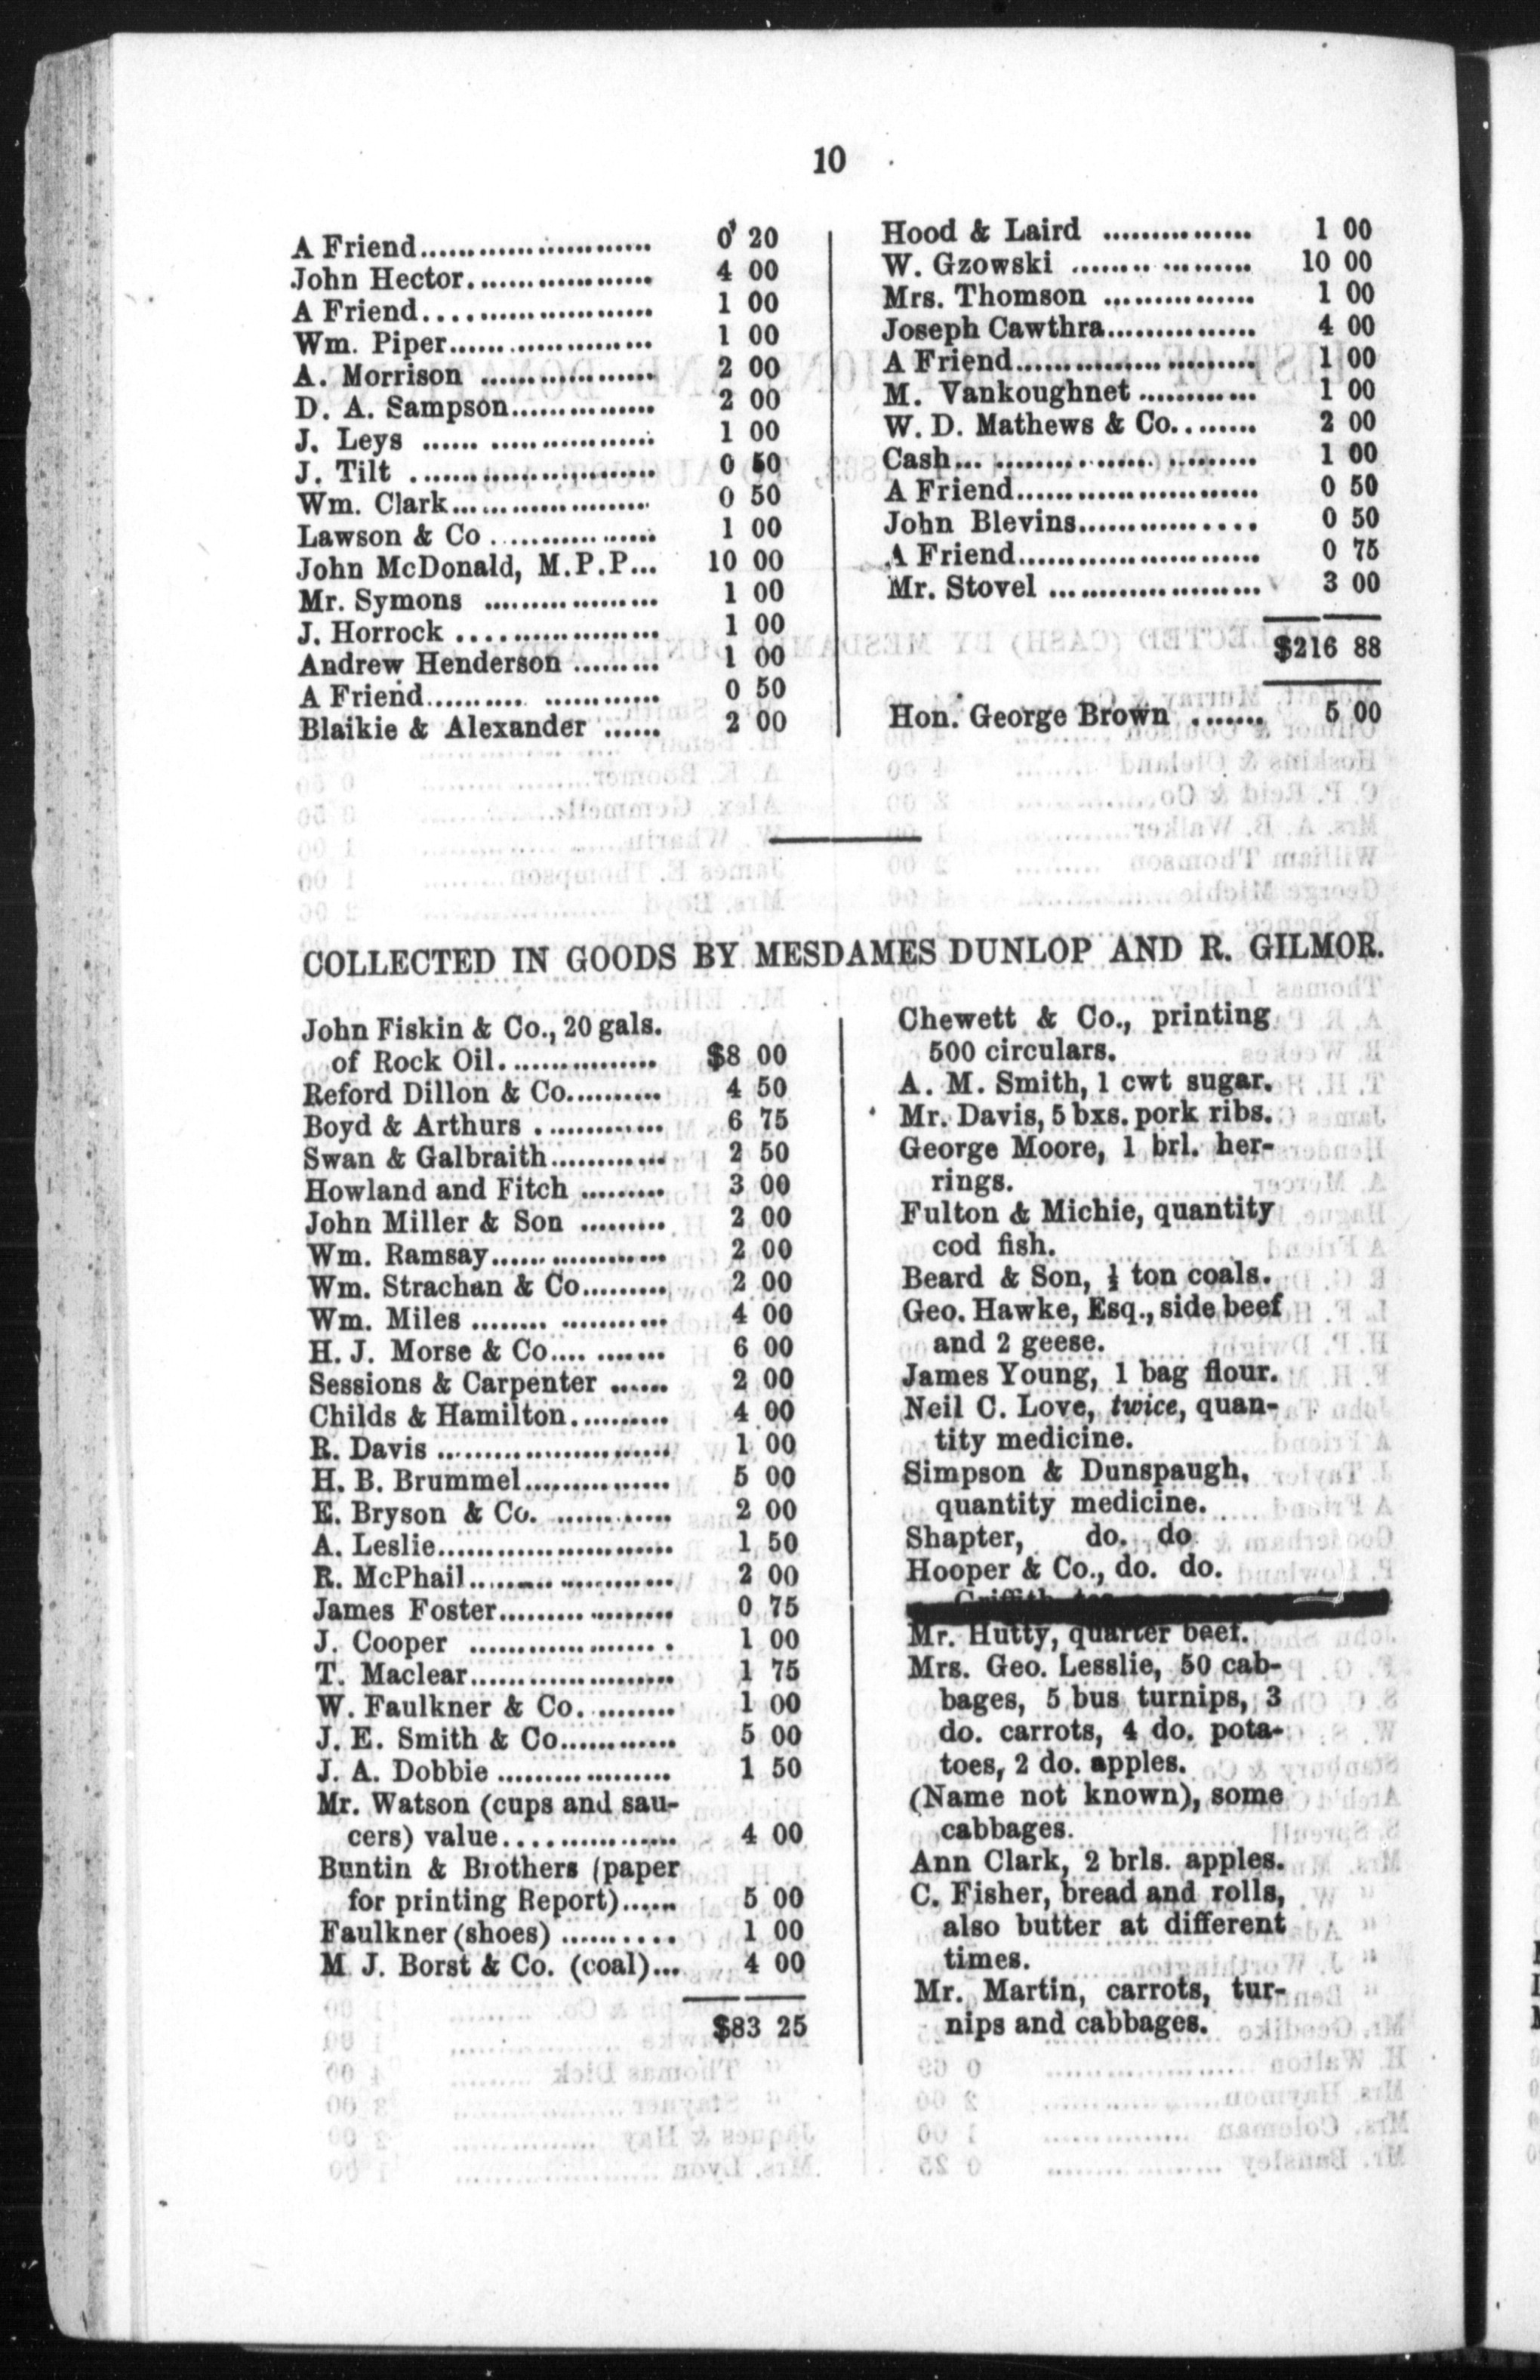 10
A Friend........................ 0 20
John Hector................... 4 00
A Friend........................ 1 00
Wm. Piper..................... 1 00
A. Morrison .................. 2 00
D. A. Sampson............... 2 00
J. Leys ...... ................. 1 00
J. Tilt .......................... 0 50
Wm. Clark..................... 0 50
Lawson & Co ................. 1 00
John McDonald, M.P.P... 10 00
Mr. Symons .................. 1 00
J. Horrock ..................... 1 00
Andrew Henderson ......... 1 00
A Friend.......... ............ 0 50
Blaikie & Alexander ...... 2 00
Hood & Laird ............... 1 00
W. Gzowski ........ ......... 10 00
Mrs. Thomson ............... 1 00
Joseph Cawthra............... 4 00
A Friend............... ......... 1 00
M. Vankoughnet ............ 1 00
W. D. Mathews & Co........ 2 00
Cash... ......................... 1 00
A Friend........................ 0 50
John Blevins.................. 0 50
A Friend........................ 0 75
Mr. Stovel ..................... 3 00
$216 88
Hon. George Brown ....... 5 00
COLLECTED IN GOODS BY MESDAMES DUNLOP AND R. GILMOR.
John Fiskin & Co., 20 gals.
of Rock Oil................ $8 00
Reford Dillon & Co.......... 4 50
Boyd & Arthurs ............. 6 75
Swan & Galbraith............ 2 50
Howland and Fitch ......... 3 00
John Miller & Son ......... 2 00
Wm. Ramsay.................. 2 00
Wm. Strachan & Co......... 2 00
Wm. Miles ........ ........... 4 00
H. J. Morse & Co.... ....... 6 00
Sessions & Carpenter ...... 2 00
Childs & Hamilton.......... 4 00
R. Davis ........................ 1 00
H. B. Brummel............... 5 00
E. Bryson & Co. ............ 2 00
A. Leslie........................ 1 50
R. McPhail..................... 2 00
James Foster.................. 0 75
J. Cooper ..................... 1 00
T. Maclear..................... 1 75
W. Faulkner & Co. ......... 1 00
J. E. Smith & Co............ 5 00
J. A. Dobbie .................. 1 50
Mr. Watson (cups and sau-
cers) value................. 4 00
Buntin & Brothers (paper
for printing Report)...... 5 00
Faulkner (shoes) .......... 1 00
M J. Borst & Co. (coal)... 4 00
$83 25
Chewett & Co., printing
500 circulars.
A. M. Smith, 1 cwt sugar.
Mr. Davis, 5 bxs. pork ribs.
George Moore, 1 brl. her-
rings.
Fulton & Michie, quantity
cod fish.
Beard & Son, ½ ton coals.
Geo. Hawke, Esq., side beef
and 2 geese.
James Young, 1 bag flour.
Neil C. Love, twice, quan-
tity medicine.
Simpson & Dunspaugh,
quantity medicine.
Shapter, do. do
Hooper & Co., do. do.
Griffith
Mr. Hutty, quarter beef.
Mrs. Geo. Lesslie, 50 cab-
bages, 5 bus turnips, 3
do. carrots, 4 do. pota-
toes, 2 do. apples.
(Name not known), some
cabbages.
Ann Clark, 2 brls. apples.
C. Fisher, bread and rolls,
also butter at different
times.
Mr. Martin, carrots, tur-
nips and cabbages.